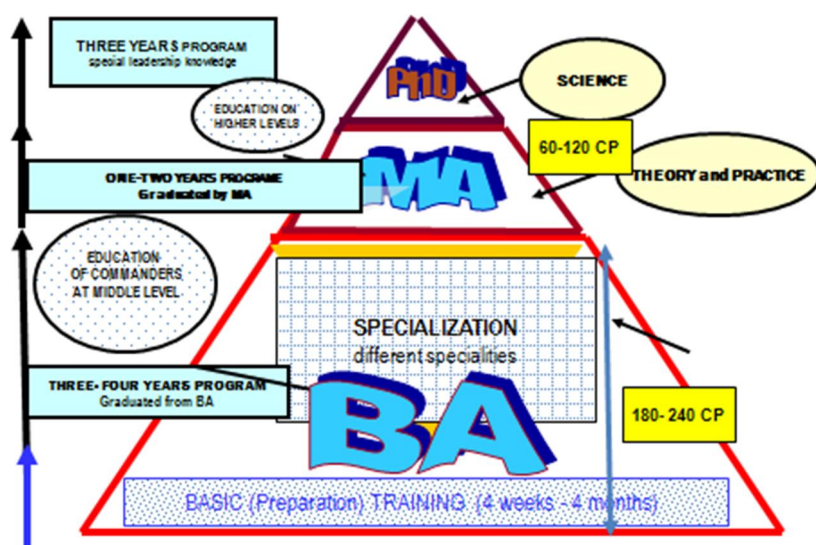 THREE YEARS PROGRAM
special leadership knowledge
PhD
SCIENCE
EDUCATION ON
HIGHER LEVELS
60-120 CP
ONE-TWO YEARS PROGRAME
Graduated by MA
MA
THEORY and PRACTICE
EDUCATION
OF COMMANDERS
AT MIDDLE LEVEL
SPECIALIZATION
different specialities
THREE- FOUR YEARS PROGRAM
Graduated from BA
BA
180- 240 CP
BASIC (Preparation) TRAINING (4 weeks - 4 months)